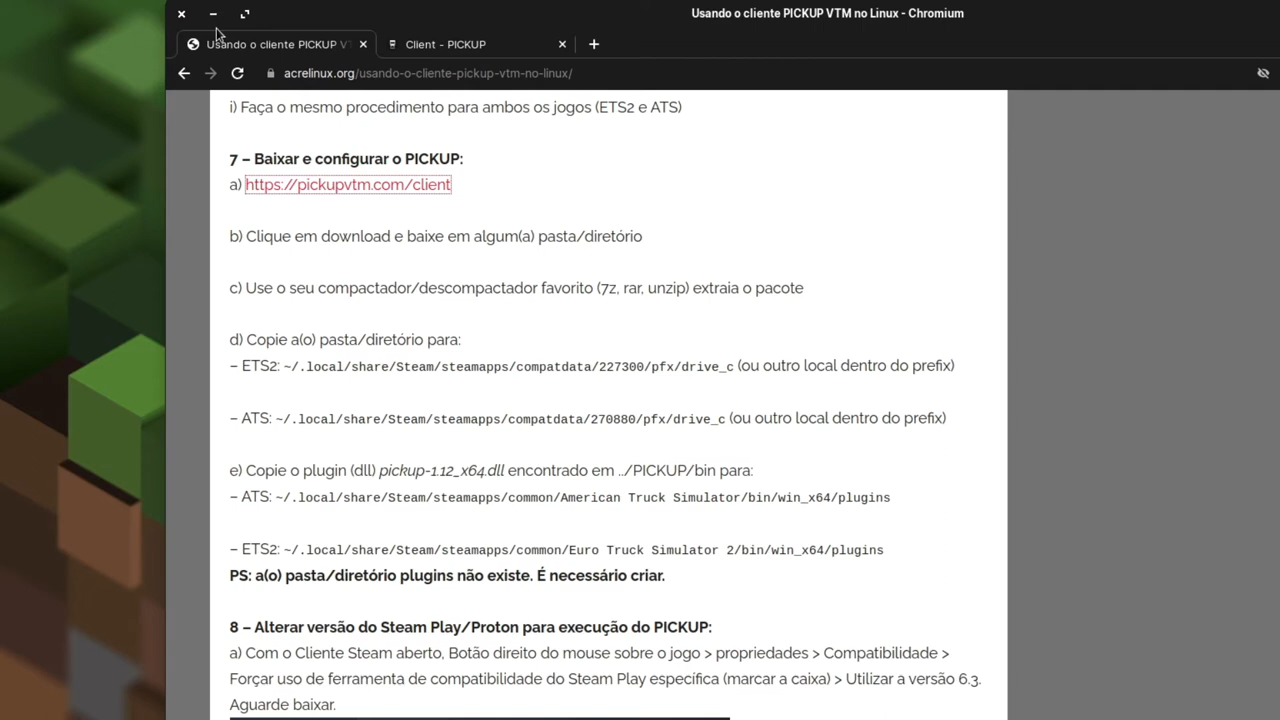 Usando o cliente PICKUP VTM no Linux - Chromium
Usando o cliente PICKUP VT
Client - PICKUP
acrelinux.org/usando-o-cliente-pickup-vtm-no-linux/
i) Faça o mesmo procedimento para ambos os jogos (ETS2 e ATS)
7 – Baixar e configurar o PICKUP:
a) https://pickupvtm.com/client
b) Clique em download e baixe em algum(a) pasta/diretório
c) Use o seu compactador/descompactador favorito (7z, rar, unzip) extraia o pacote
d) Copie a(o) pasta/diretório para:
– ETS2: ~/.local/share/Steam/steamapps/compatdata/227300/pfx/drive_c (ou outro local dentro do prefix)
– ATS: ~/.local/share/Steam/steamapps/compatdata/270880/pfx/drive_c (ou outro local dentro do prefix)
e) Copie o plugin (dll) pickup-1.12_x64.dll encontrado em ../PICKUP/bin para:
– ATS: ~/.local/share/Steam/steamapps/common/American Truck Simulator/bin/win_x64/plugins
– ETS2: ~/.local/share/Steam/steamapps/common/Euro Truck Simulator 2/bin/win_x64/plugins
PS: a(o) pasta/diretório plugins não existe. É necessário criar.
8 – Alterar versão do Steam Play/Proton para execução do PICKUP:
a) Com o Cliente Steam aberto, Botão direito do mouse sobre o jogo > propriedades > Compatibilidade >
Forçar uso de ferramenta de compatibilidade do Steam Play específica (marcar a caixa) > Utilizar a versão 6.3.
Aguarde baixar.